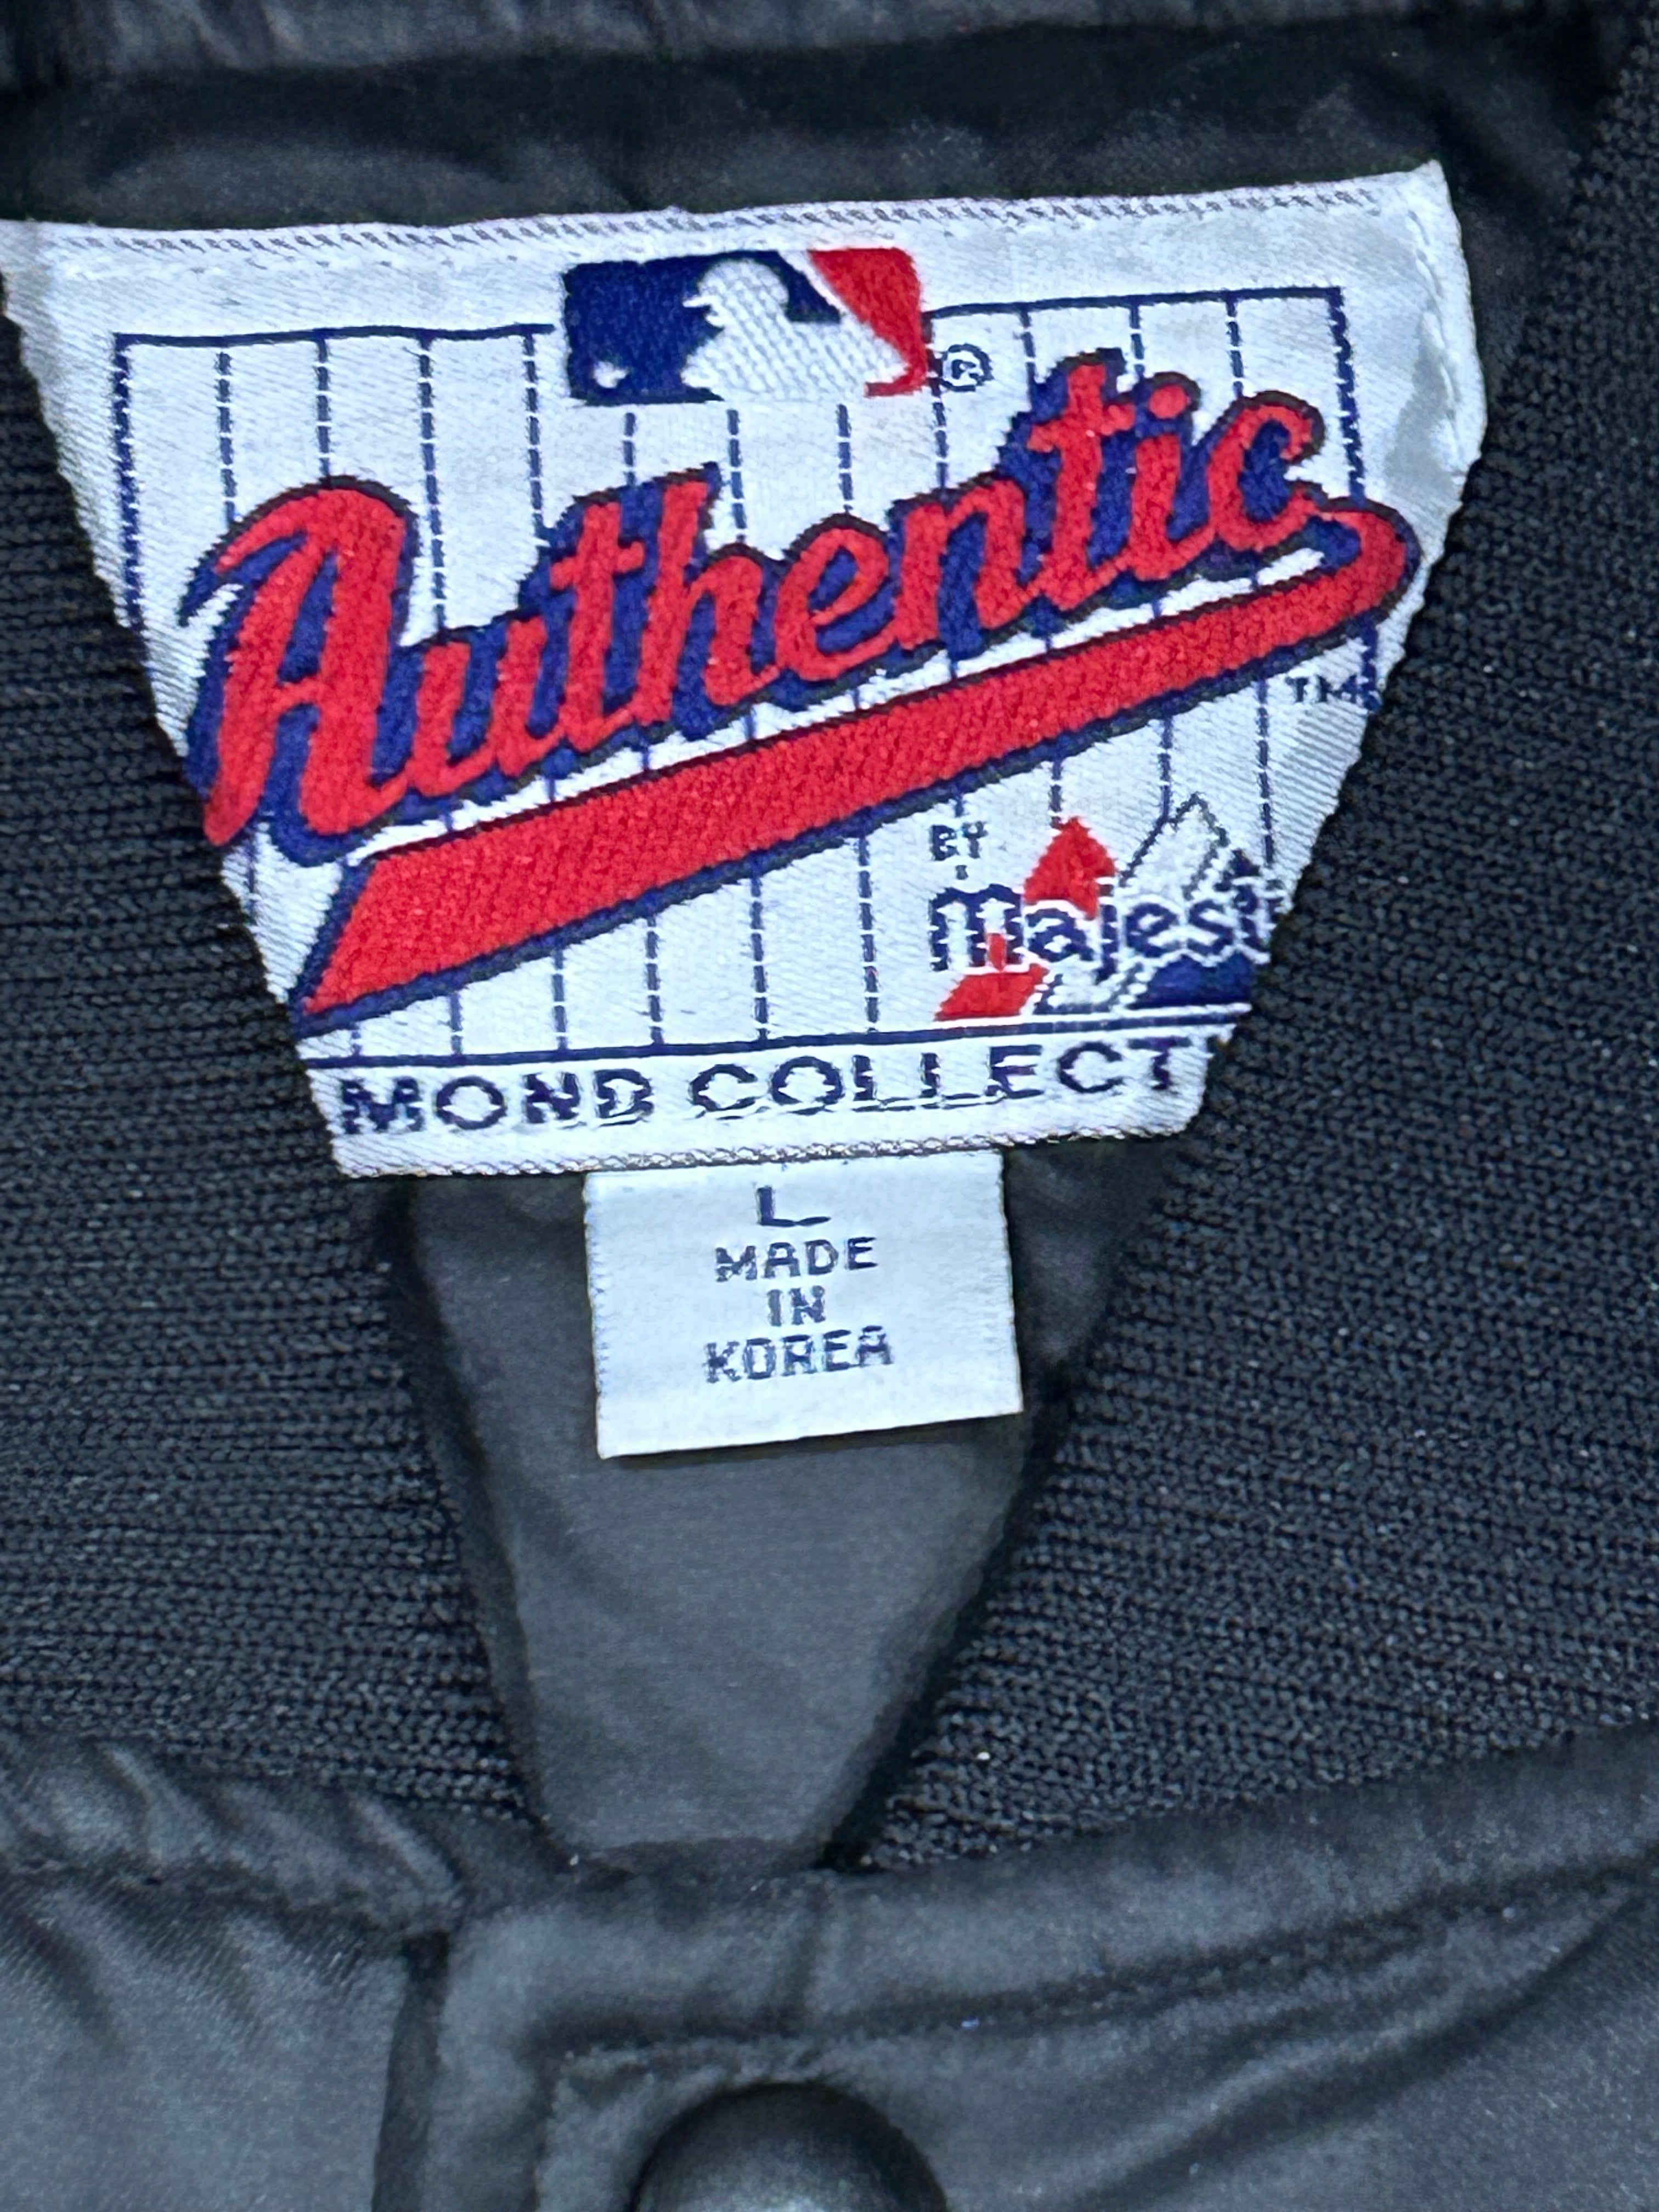 ®
Authentic
TM
BY
Majest
MOND COLLECT
L
MADE
IN
KOREA